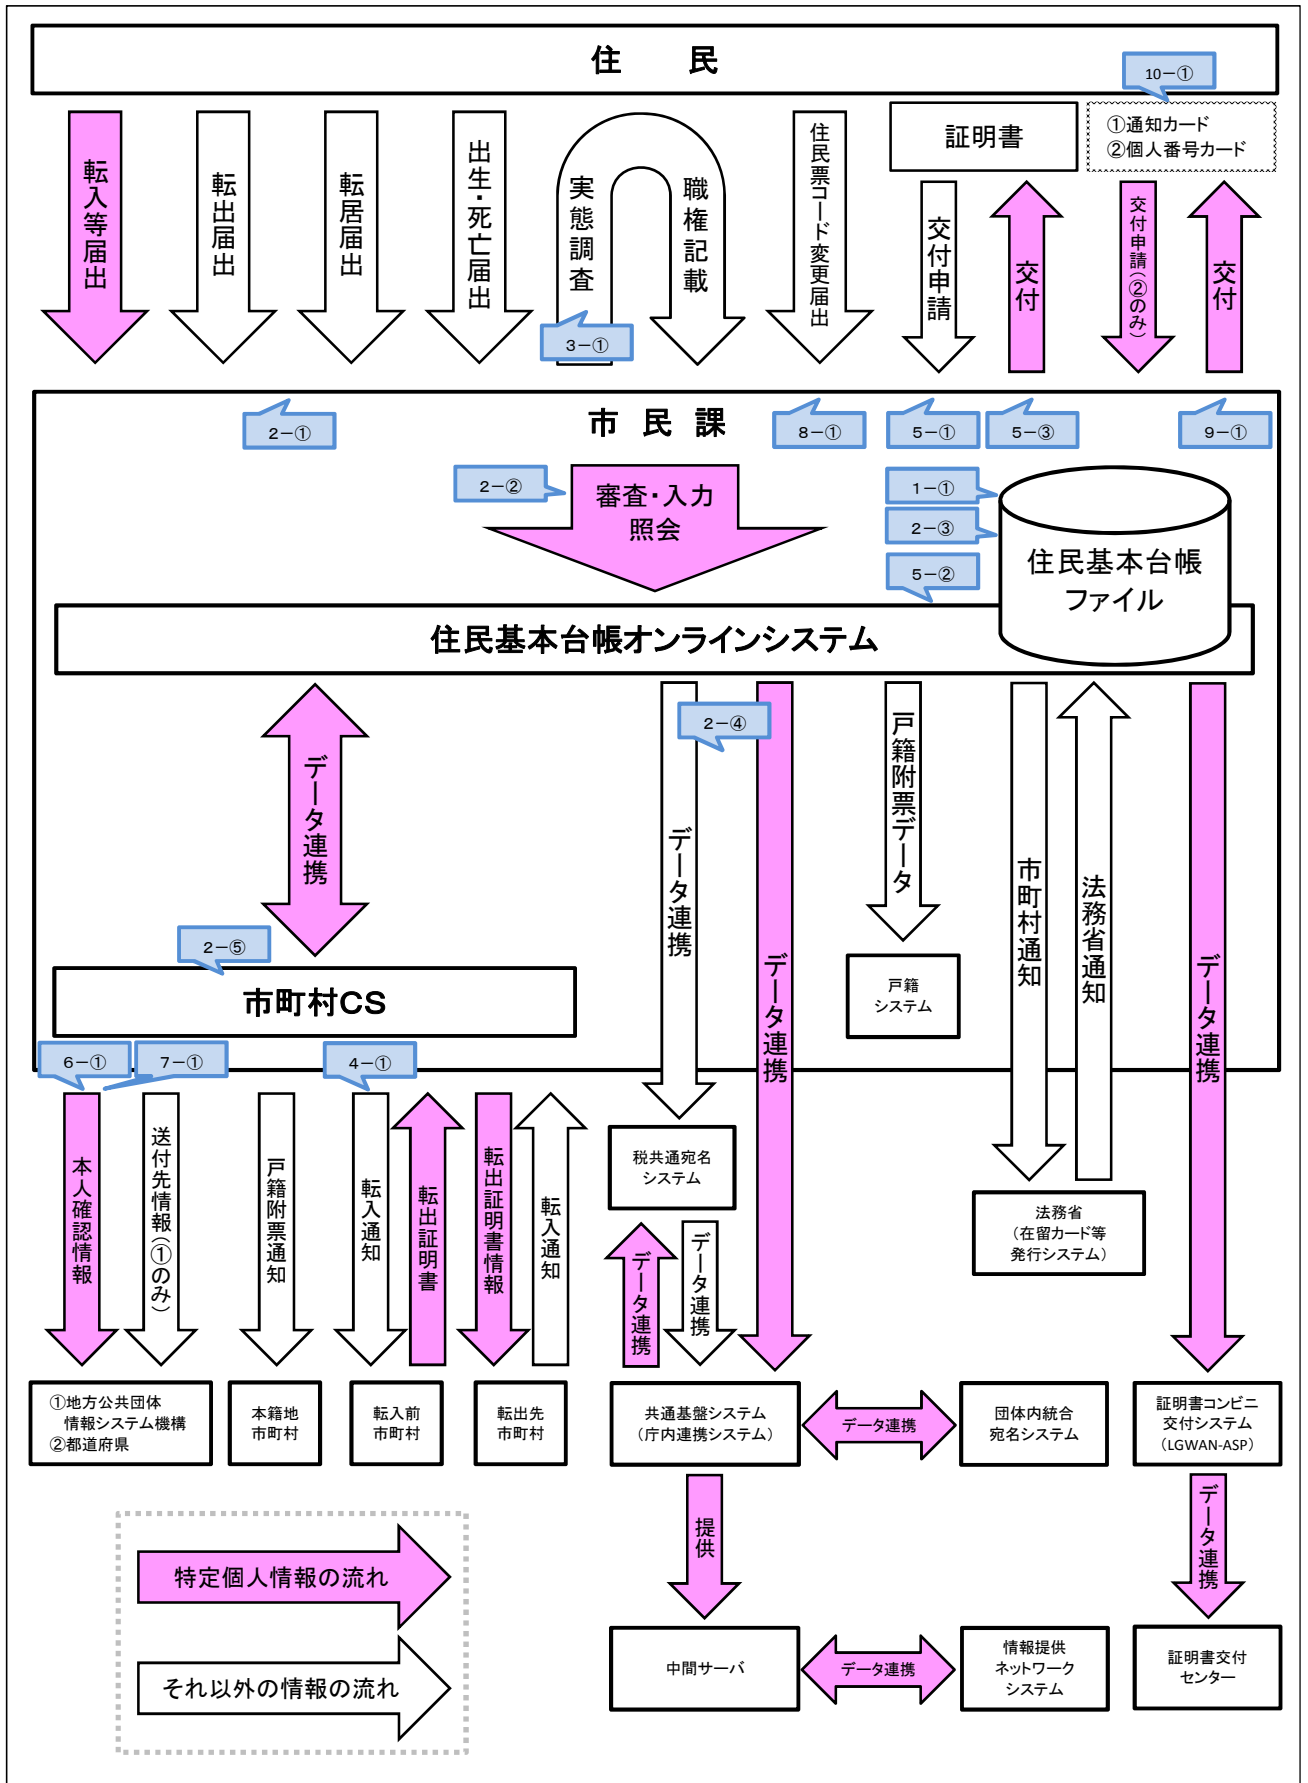 住　民
10－①
転入等届出
転出届出
転居届出
出生・死亡届出
実態調査
職権記載
住民票コード変更届出
証明書
①通知カード
②個人番号カード
交付申請
交付
交付申請（②のみ）
交付
3－①
市 民 課
2－①
8－①
5－①
5－③
9－①
2－②
審査・入力
照会
1－①
2－③
5－②
住民基本台帳
ファイル
住民基本台帳オンラインシステム
データ連携
2－④
データ連携
データ連携
戸籍附票データ
市町村通知
法務省通知
データ連携
2－⑤
市町村CS
戸籍
システム
6－①
7－①
4－①
本人確認情報
送付先情報（①のみ）
戸籍附票通知
転入通知
転出証明書
転出証明書情報
転入通知
税共通宛名
システム
データ連携
データ連携
法務省
（在留カード等
発行システム）
①地方公共団体
情報システム機構
②都道府県
本籍地
市町村
転入前
市町村
転出先
市町村
共通基盤システム
（庁内連携システム）
データ連携
団体内統合
宛名システム
証明書コンビニ
交付システム
（LGWAN-ASP）
提供
データ連携
特定個人情報の流れ
それ以外の情報の流れ
中間サーバ
データ連携
情報提供
ネットワーク
システム
証明書交付
センター